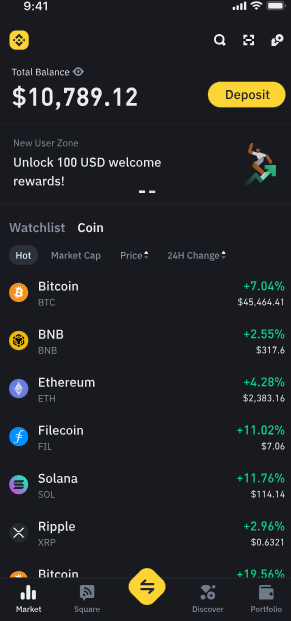 9:41
Total Balance
$10,789.12
Deposit
New User Zone
Unlock 100 USD welcome
rewards!
Watchlist Coin
Hot Market Cap Price 24H Change
Bitcoin +7.04%
BTC $45,464.41
BNB +2.55%
BNB $317.6
Ethereum +4.28%
ETH $2,383.16
Filecoin +11.02%
FIL $7.06
Solana +11.76%
SOL $114.14
Ripple +2.96%
XRP $0.6321
Bitcoin +19.56%
Market Square Discover Portfolio